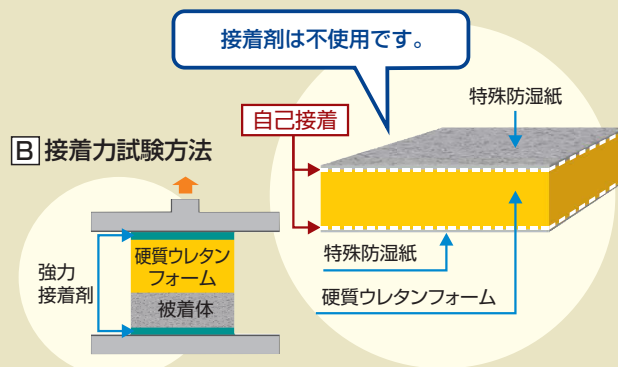 接着剤は不使用です。
特殊防湿紙
自己接着
B 接着力試験方法
強力
接着剤
硬質ウレタン
フォーム
被着体
特殊防湿紙
硬質ウレタンフォーム